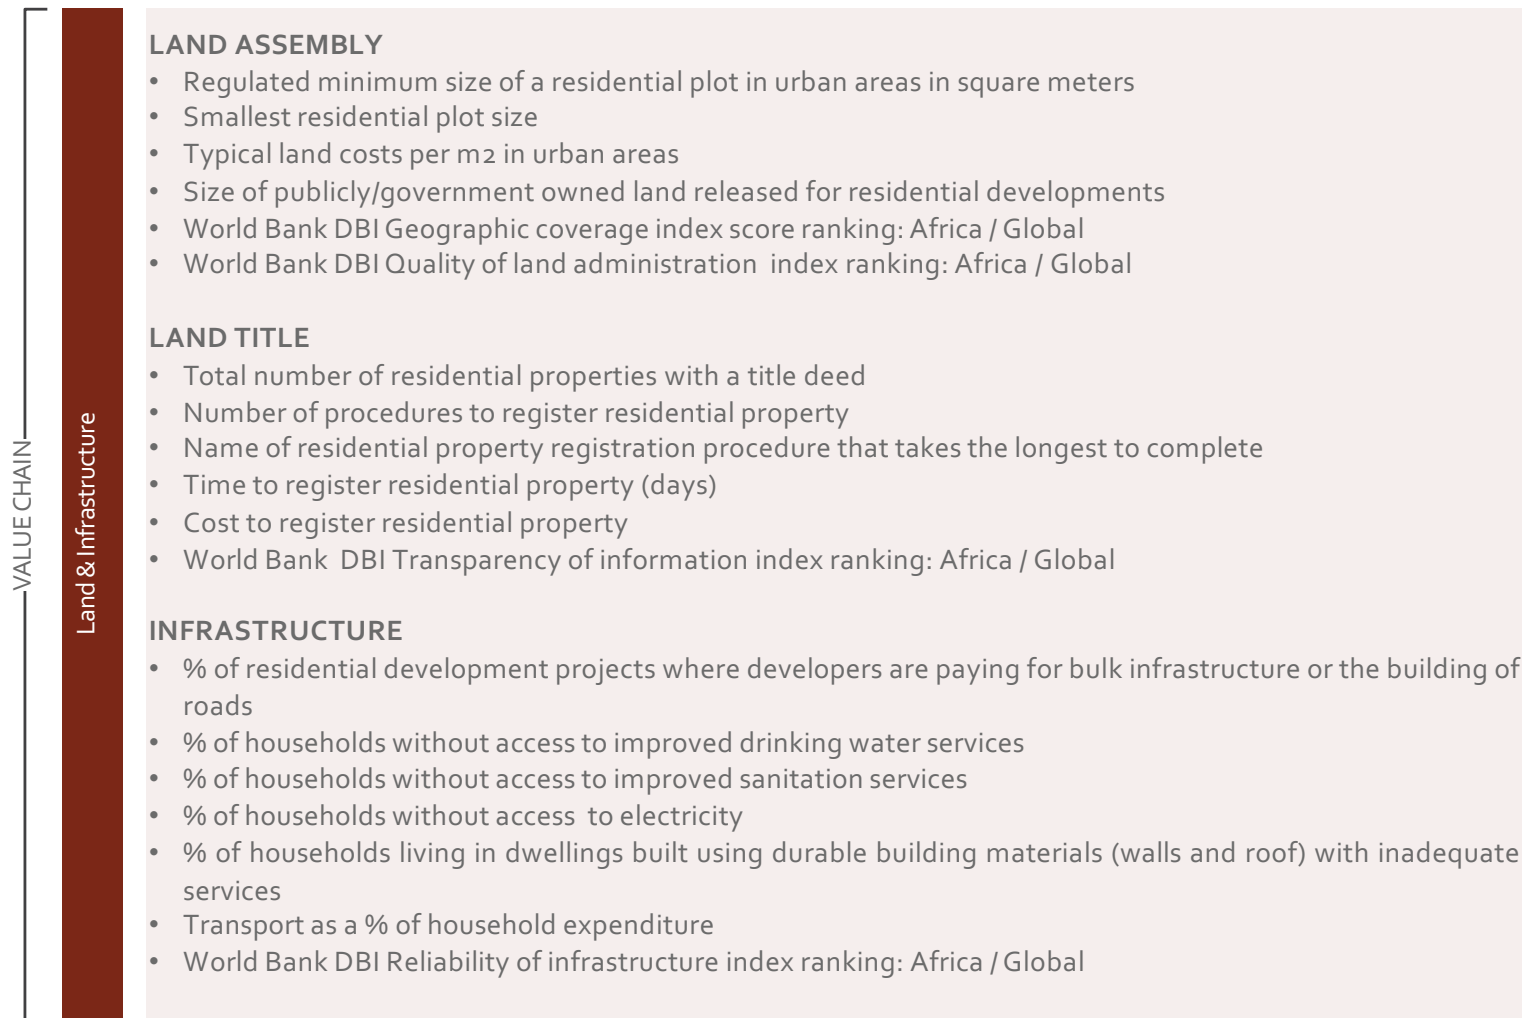 VALUE CHAIN
Land & Infrastructure
LAND ASSEMBLY
• Regulated minimum size of a residential plot in urban areas in square meters
• Smallest residential plot size
• Typical land costs per m2 in urban areas
• Size of publicly/government owned land released for residential developments
• World Bank DBI Geographic coverage index score ranking: Africa / Global
• World Bank DBI Quality of land administration index ranking: Africa / Global
LAND TITLE
• Total number of residential properties with a title deed
• Number of procedures to register residential property
• Name of residential property registration procedure that takes the longest to complete
• Time to register residential property (days)
• Cost to register residential property
• World Bank DBI Transparency of information index ranking: Africa / Global
INFRASTRUCTURE
• % of residential development projects where developers are paying for bulk infrastructure or the building of
roads
• % of households without access to improved drinking water services
• % of households without access to improved sanitation services
• % of households without access to electricity
• % of households living in dwellings built using durable building materials (walls and roof) with inadequate
services
• Transport as a % of household expenditure
• World Bank DBI Reliability of infrastructure index ranking: Africa / Global